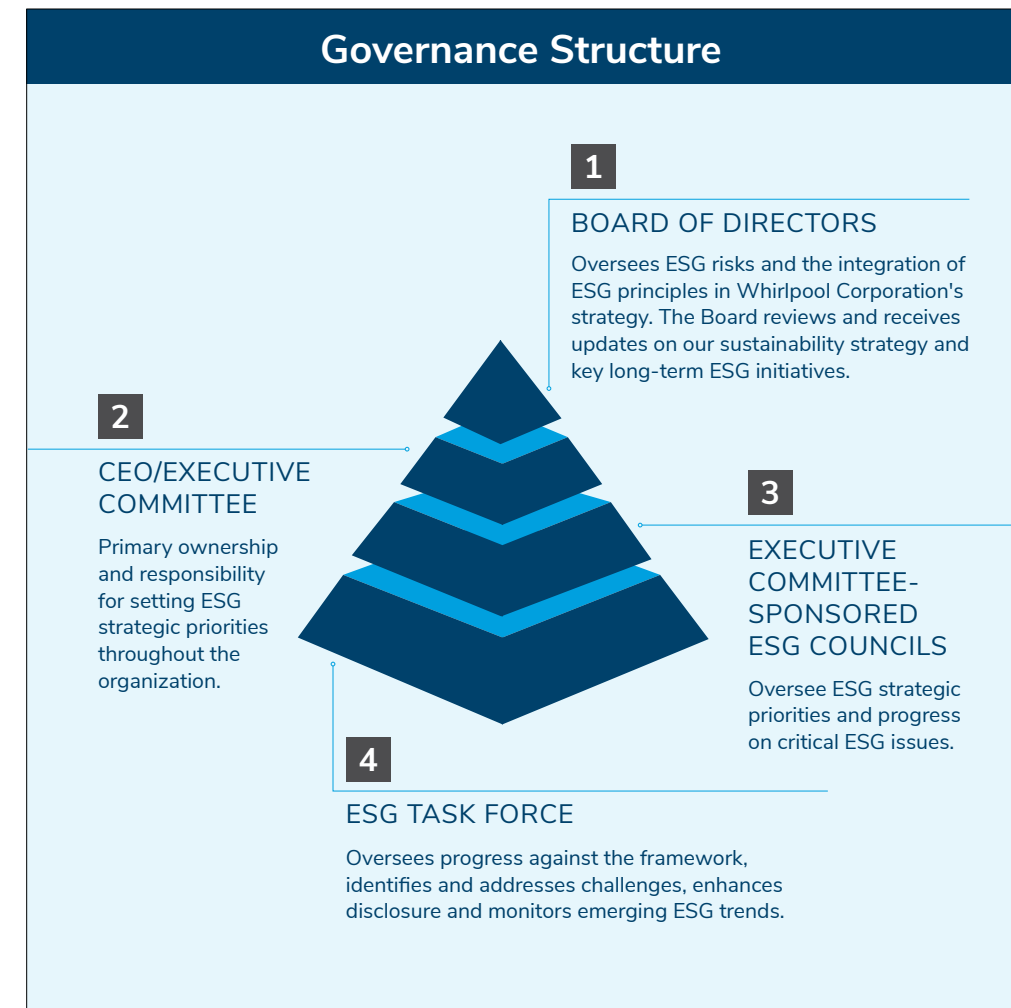 Governance Structure
1
BOARD OF DIRECTORS
Oversees ESG risks and the integration of
ESG principles in Whirlpool Corporation's
strategy. The Board reviews and receives
updates on our sustainability strategy and
key long-term ESG initiatives.
2
CEO/EXECUTIVE
COMMITTEE
Primary ownership
and responsibility
for setting ESG
strategic priorities
throughout the
organization.
3
EXECUTIVE
COMMITTEE-
SPONSORED
ESG COUNCILS
Oversee ESG strategic
priorities and progress
on critical ESG issues.
4
ESG TASK FORCE
Oversees progress against the framework,
identifies and addresses challenges, enhances
disclosure and monitors emerging ESG trends.